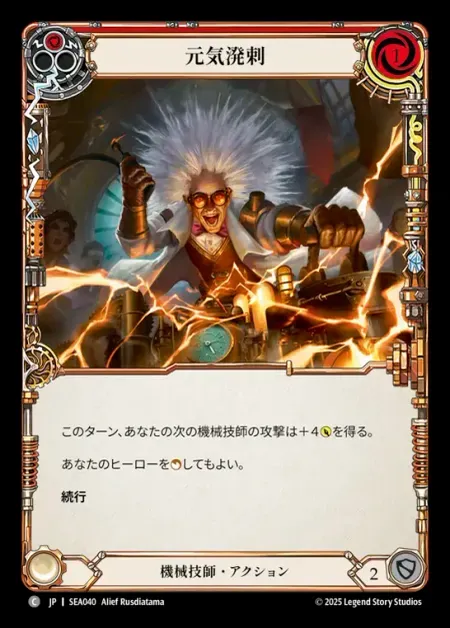 元気溌剌
1
このターン、あなたの次の機械技師の攻撃は+4を得る。
あなたのヒーローをしてもよい。
続行
機械技師・アクション
2
C JP | SEA040 Alief Rusdiatama
© 2025 Legend Story Studios